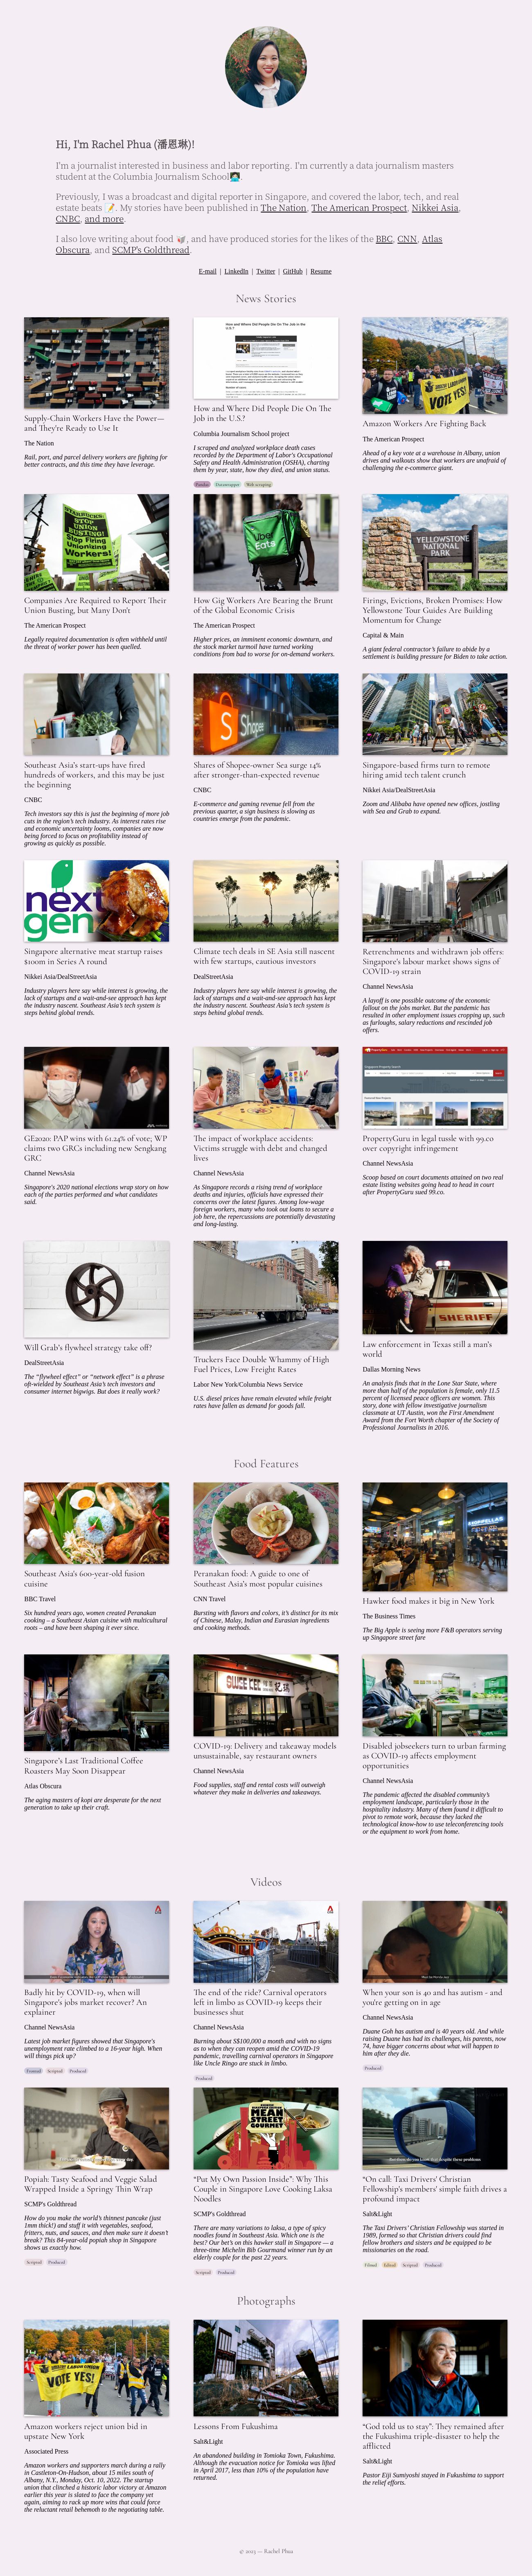 Hi, I'm Rachel Phua (潘恩琳)!
I'm a journalist interested in business and labor reporting. I'm currently a data journalism masters
student at the Columbia Journalism School
Previously, I was a broadcast and digital reporter in Singapore, and covered the labor, tech, and real
estate beats 📝. My stories have been published in The Nation, The American Prospect, Nikkei Asia,
CNBC, and more.
I also love writing about food 🥡, and have produced stories for the likes of the BBC, CNN, Atlas
Obscura, and SCMP's Goldthread.
E-mail | LinkedIn | Twitter | GitHub | Resume
News Stories
Supply-Chain Workers Have the Power—
and They're Ready to Use It
The Nation
Rail, port, and parcel delivery workers are fighting for
better contracts, and this time they have leverage.
How and Where Did People Die On The
Job in the U.S.?
Columbia Journalism School project
I scraped and analyzed workplace death cases
recorded by the Department of Labor's Occupational
Safety and Health Administration (OSHA), charting
them by year, state, how they died, and union status.
Pandas Datawrapper Web scraping
VOTE YES!
Amazon Workers Are Fighting Back
The American Prospect
Ahead of a key vote at a warehouse in Albany, union
drives and walkouts show that workers are unafraid of
challenging the e-commerce giant.
STARBUCKS:
STOP
UNION
BUSTING!
Stop Firing
Unionizing
Workers!
Companies Are Required to Report Their
Union Busting, but Many Don't
The American Prospect
Legally required documentation is often withheld until
the threat of worker power has been quelled.
Uber
Eats
How Gig Workers Are Bearing the Brunt
of the Global Economic Crisis
The American Prospect
Higher prices, an imminent economic downturn, and
the stock market turmoil have turned working
conditions from bad to worse for on-demand workers.
YELLOWSTONE
NATIONAL
PARK
Firings, Evictions, Broken Promises: How
Yellowstone Tour Guides Are Building
Momentum for Change
Capital & Main
A giant federal contractor's failure to abide by a
settlement is building pressure for Biden to take action.
Southeast Asia's start-ups have fired
hundreds of workers, and this may be just
the beginning
CNBC
Tech investors say this is just the beginning of more job
cuts in the region's tech industry. As interest rates rise
and economic uncertainty looms, companies are now
being forced to focus on profitability instead of
growing as quickly as possible.
Shopee
Shares of Shopee-owner Sea surge 14%
after stronger-than-expected revenue
CNBC
E-commerce and gaming revenue fell from the
previous quarter, a sign business is slowing as
countries emerge from the pandemic.
Singapore-based firms turn to remote
hiring amid tech talent crunch
Nikkei Asia/DealStreetAsia
Zoom and Alibaba have opened new offices, jostling
with Sea and Grab to expand.
next
gen
Singapore alternative meat startup raises
$100m in Series A round
Nikkei Asia/DealStreetAsia
Industry players here say while interest is growing, the
lack of startups and a wait-and-see approach has kept
the industry nascent. Southeast Asia's tech system is
steps behind global trends.
Climate tech deals in SE Asia still nascent
with few startups, cautious investors
DealStreetAsia
Industry players here say while interest is growing, the
lack of startups and a wait-and-see approach has kept
the industry nascent. Southeast Asia's tech system is
steps behind global trends.
Retrenchments and withdrawn job offers:
Singapore's labour market shows signs of
COVID-19 strain
Channel NewsAsia
A layoff is one possible outcome of the economic
fallout on the jobs market. But the pandemic has
resulted in other employment issues cropping up, such
as furloughs, salary reductions and rescinded job
offers.
GE2020: PAP wins with 61.24% of vote; WP
claims two GRCs including new Sengkang
GRC
Channel NewsAsia
Singapore's 2020 national elections wrap story on how
each of the parties performed and what candidates
said.
The impact of workplace accidents:
Victims struggle with debt and changed
lives
Channel NewsAsia
As Singapore records a rising trend of workplace
deaths and injuries, officials have expressed their
concerns over the latest figures. Among low-wage
foreign workers, many who took out loans to secure a
job here, the repercussions are potentially devastating
and long-lasting.
PropertyGuru in legal tussle with 99.co
over copyright infringement
Channel NewsAsia
Scoop based on court documents attained on two real
estate listing websites going head to head in court
after PropertyGuru sued 99.co.
Will Grab's flywheel strategy take off?
DealStreetAsia
The “flywheel effect” or “network effect” is a phrase
oft-wielded by Southeast Asia's tech investors and
consumer internet bigwigs. But does it really work?
Truckers Face Double Whammy of High
Fuel Prices, Low Freight Rates
Labor New York/Columbia News Service
U.S. diesel prices have remain elevated while freight
rates have fallen as demand for goods fall.
SHERIFF
Law enforcement in Texas still a man's
world
Dallas Morning News
An analysis finds that in the Lone Star State, where
more than half of the population is female, only 11.5
percent of licensed peace officers are women. This
story, done with fellow investigative journalism
classmate at UT Austin, won the First Amendment
Award from the Fort Worth chapter of the Society of
Professional Journalists in 2016.
Food Features
Southeast Asia's 600-year-old fusion
cuisine
BBC Travel
Six hundred years ago, women created Peranakan
cooking – a Southeast Asian cuisine with multicultural
roots – and have been shaping it ever since.
Peranakan food: A guide to one of
Southeast Asia's most popular cuisines
CNN Travel
Bursting with flavors and colors, it's distinct for its mix
of Chinese, Malay, Indian and Eurasian ingredients
and cooking methods.
Hawker food makes it big in New York
The Business Times
The Big Apple is seeing more F&B operators serving
up Singapore street fare
Singapore's Last Traditional Coffee
Roasters May Soon Disappear
Atlas Obscura
The aging masters of kopi are desperate for the next
generation to take up their craft.
SWEE KEE
COVID-19: Delivery and takeaway models
unsustainable, say restaurant owners
Channel NewsAsia
Food supplies, staff and rental costs will outweigh
whatever they make in deliveries and takeaways.
Disabled jobseekers turn to urban farming
as COVID-19 affects employment
opportunities
Channel NewsAsia
The pandemic affected the disabled community's
employment landscape, particularly those in the
hospitality industry. Many of them found it difficult to
pivot to remote work, because they lacked the
technological know-how to use teleconferencing tools
or the equipment to work from home.
Videos
Badly hit by COVID-19, when will
Singapore's jobs market recover? An
explainer
Channel NewsAsia
Latest job market figures showed that Singapore's
unemployment rate climbed to a 16-year high. When
will things pick up?
Scripted Produced
The end of the ride? Carnival operators
left in limbo as COVID-19 keeps their
businesses shut
Channel NewsAsia
Burning about S$100,000 a month and with no signs
as to when they can reopen amid the COVID-19
pandemic, travelling carnival operators in Singapore
like Uncle Ringo are stuck in limbo.
Produced
When your son is 40 and has autism - and
you're getting on in age
Channel NewsAsia
Duane Goh has autism and is 40 years old. And while
raising Duane has had its challenges, his parents, now
74, have bigger concerns about what will happen to
him after they die.
Produced
Popiah: Tasty Seafood and Veggie Salad
Wrapped Inside a Springy Thin Wrap
SCMP's Goldthread
How do you make the world's thinnest pancake (just
1mm thick!) and stuff it with vegetables, seafood,
fritters, nuts, and sauces, and then make sure it doesn't
break? This 84-year-old popiah shop in Singapore
shows us exactly how.
Scripted Produced
MEAN
STREET
GOURMET
“Put My Own Passion Inside”: Why This
Couple in Singapore Love Cooking Laksa
Noodles
SCMP's Goldthread
There are many variations to laksa, a type of spicy
noodles found in Southeast Asia. Which one is the
best? Our bet's on this hawker stall in Singapore — a
three-time Michelin Bib Gourmand winner run by an
elderly couple for the past 22 years.
Scripted Produced
“On call: Taxi Drivers' Christian
Fellowship's members' simple faith drives a
profound impact
Salt&Light
The Taxi Drivers' Christian Fellowship was started in
1989, formed so that Christian drivers could find
fellow brothers and sisters and be equipped to be
missionaries on the road.
Filmed Edited Scripted Produced
Photographs
VOTE YES!
Amazon workers reject union bid in
upstate New York
Associated Press
Amazon workers and supporters march during a rally
in Castleton-On-Hudson, about 15 miles south of
Albany, N.Y., Monday, Oct. 10, 2022. The startup
union that clinched a historic labor victory at Amazon
earlier this year is slated to face the company yet
again, aiming to rack up more wins that could force
the reluctant retail behemoth to the negotiating table.
Lessons From Fukushima
Salt&Light
An abandoned building in Tomioka Town, Fukushima.
Although the evacuation notice for Tomioka was lifted
in April 2017, less than 10% of the population have
returned.
“God told us to stay”: They remained after
the Fukushima triple-disaster to help the
afflicted
Salt&Light
Pastor Eiji Sumiyoshi stayed in Fukushima to support
the relief efforts.
© 2023 — Rachel Phua